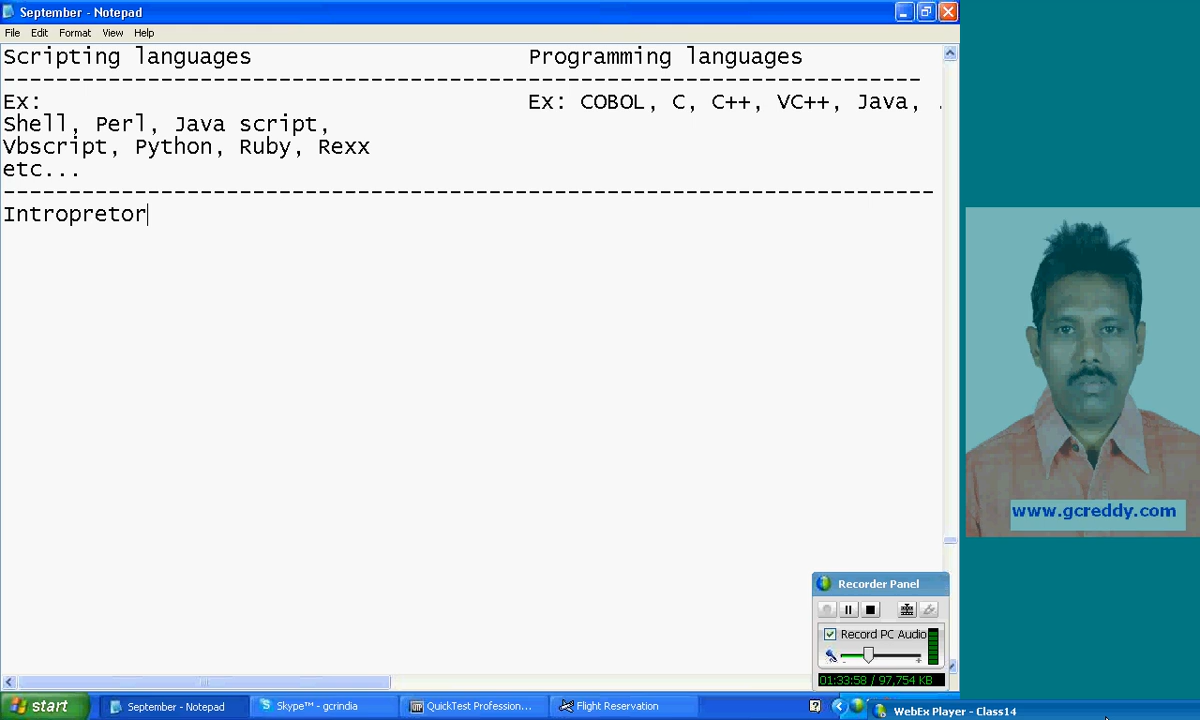 September - Notepad
File Edit Format View Help
Scripting languages Programming languages
-----------------------------------------------------------------------
Ex: Ex: COBOL, C, C++, VC++, Java, .
Shell, Perl, Java script,
Vbscript, Python, Ruby, Rexx
etc...
------------------------------------------------------------------------
Intropretor
www.gcreddy.com
Recorder Panel
Record PC Audio
- +
01:33:58 / 97,754 KB
start September - Notepad Skype™ - gcrindia QuickTest Profession... Flight Reservation WebEx Player - Class14